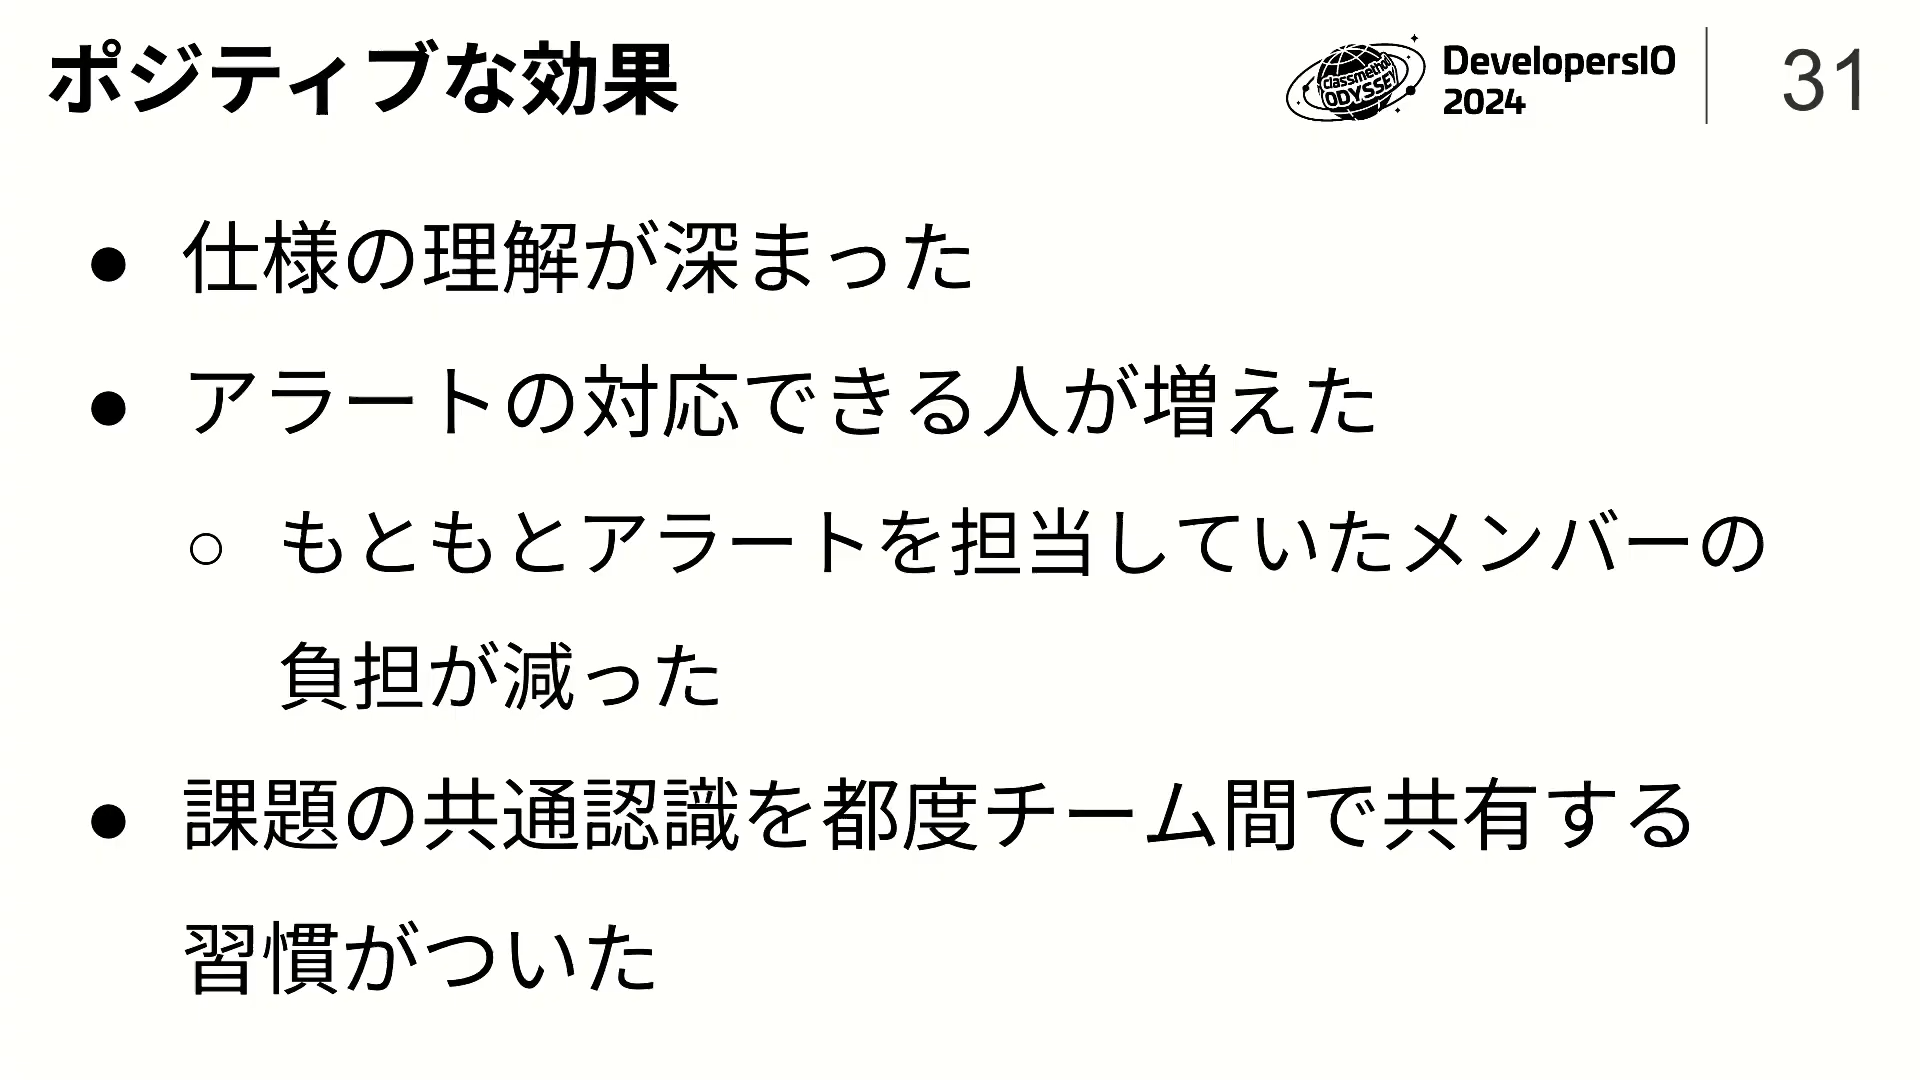 ポジティブな効果
classmethod
ODYSSEY
DevelopersIO
2024
31
● 仕様の理解が深まった
● アラートの対応できる人が増えた
○ もともとアラートを担当していたメンバーの
負担が減った
● 課題の共通認識を都度チーム間で共有する
習慣がついた